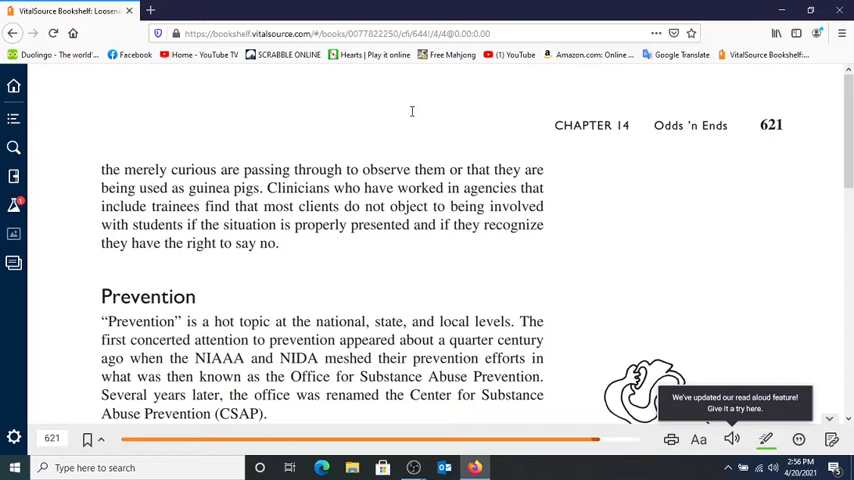 VitalSource Bookshelf: Loosene
https://bookshelf.vitalsource.com/#/books/0077822250/cfi/644!/4/4@0.00:0.00
Duolingo - The world'... Facebook Home - YouTube TV SCRABBLE ONLINE Hearts | Play it online Free Mahjong (1) YouTube Amazon.com: Online ... Google Translate VitalSource Bookshelf:...
CHAPTER 14 Odds 'n Ends 621
the merely curious are passing through to observe them or that they are
being used as guinea pigs. Clinicians who have worked in agencies that
include trainees find that most clients do not object to being involved
with students if the situation is properly presented and if they recognize
they have the right to say no.
Prevention
“Prevention” is a hot topic at the national, state, and local levels. The
first concerted attention to prevention appeared about a quarter century
ago when the NIAAA and NIDA meshed their prevention efforts in
what was then known as the Office for Substance Abuse Prevention.
Several years later, the office was renamed the Center for Substance
Abuse Prevention (CSAP).
We've updated our read aloud feature!
Give it a try here.
621
Aa
Type here to search
2:56 PM
4/20/2021